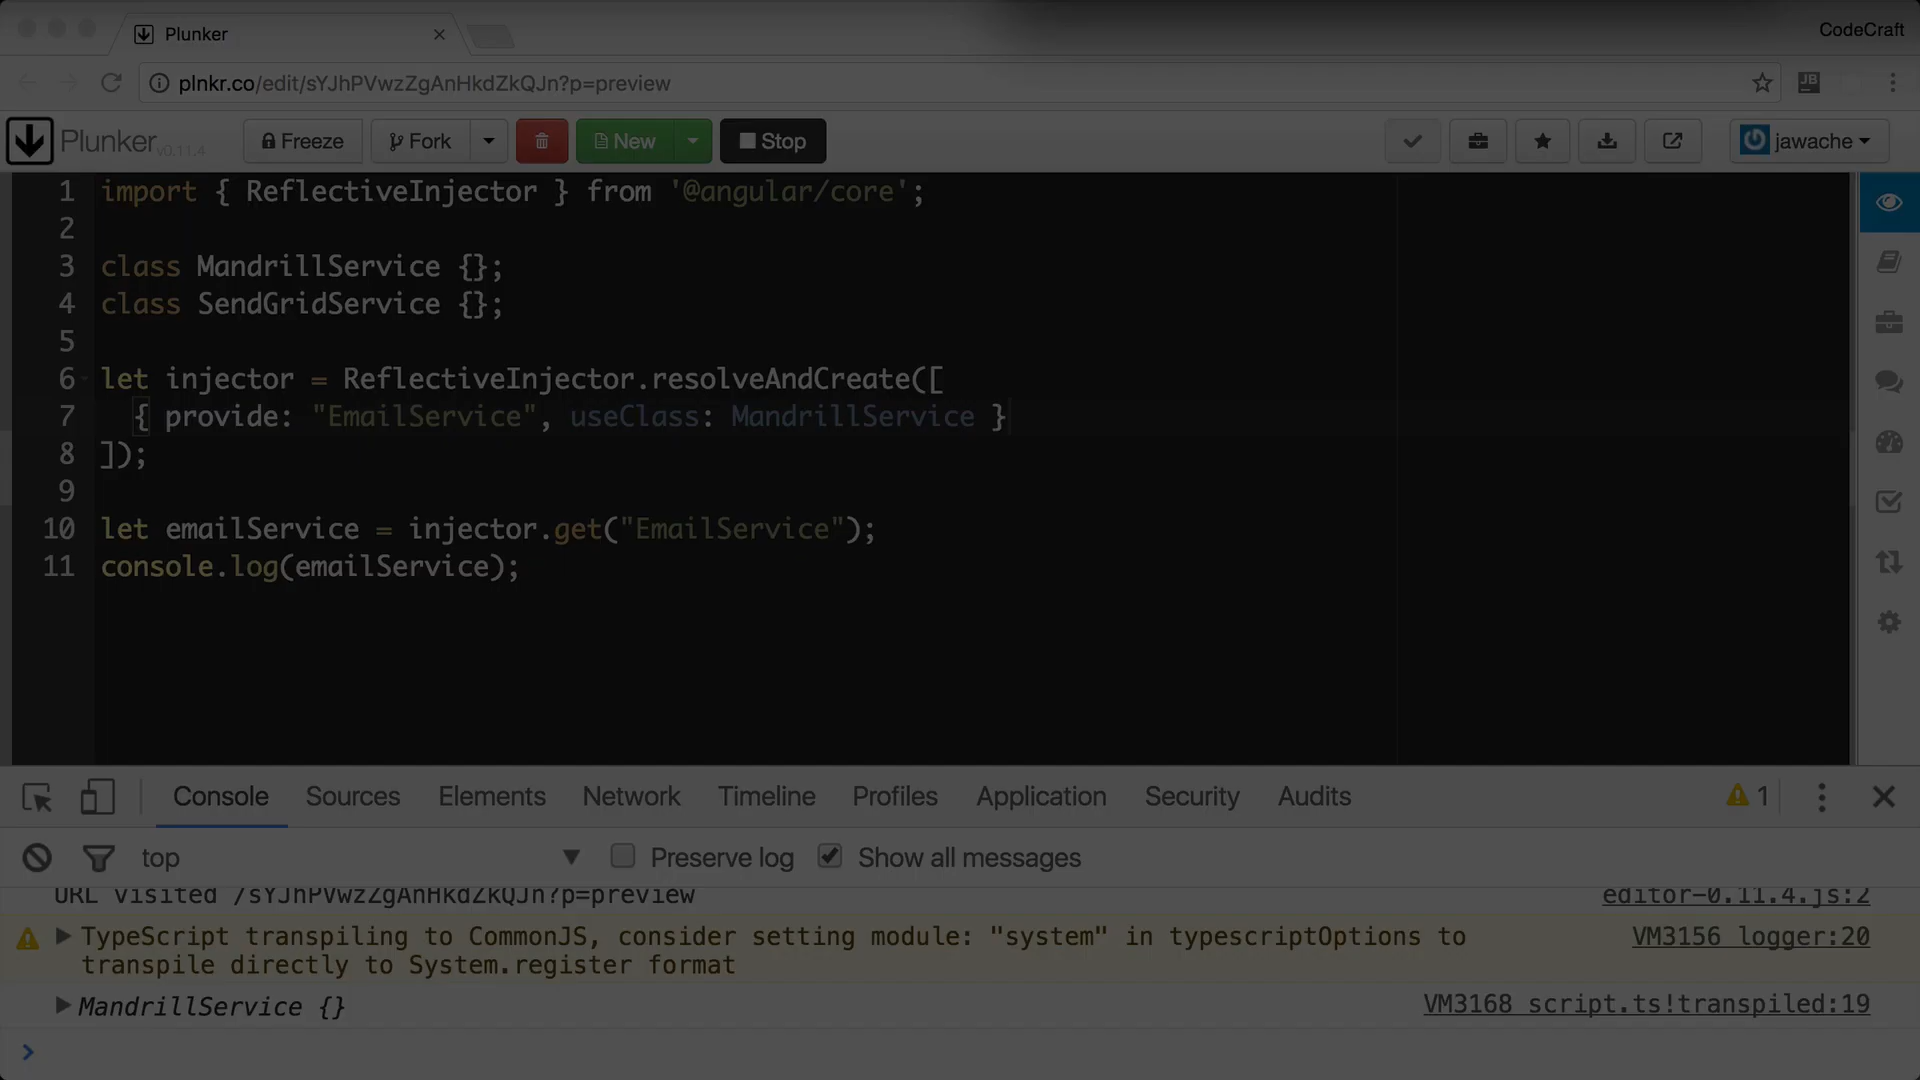 Plunker
CodeCraft
plnkr.co/edit/sYJhPVwzZgAnHkdZkQJn?p=preview
Plunker v0.11.4 Freeze Fork New Stop jawache
1 import { ReflectiveInjector } from '@angular/core';
2
3 class MandrillService {};
4 class SendGridService {};
5
6 let injector = ReflectiveInjector.resolveAndCreate([
7 { provide: "EmailService", useClass: MandrillService }
8 ]);
9
10 let emailService = injector.get("EmailService");
11 console.log(emailService);
Console Sources Elements Network Timeline Profiles Application Security Audits 1
top Preserve log Show all messages
URL visited /sYJhPVwzZgAnHkdZkQJn?p=preview editor-0.11.4.js:2
TypeScript transpiling to CommonJS, consider setting module: "system" in typescriptOptions to VM3156 logger:20
transpile directly to System.register format
MandrillService {} VM3168 script.ts!transpiled:19